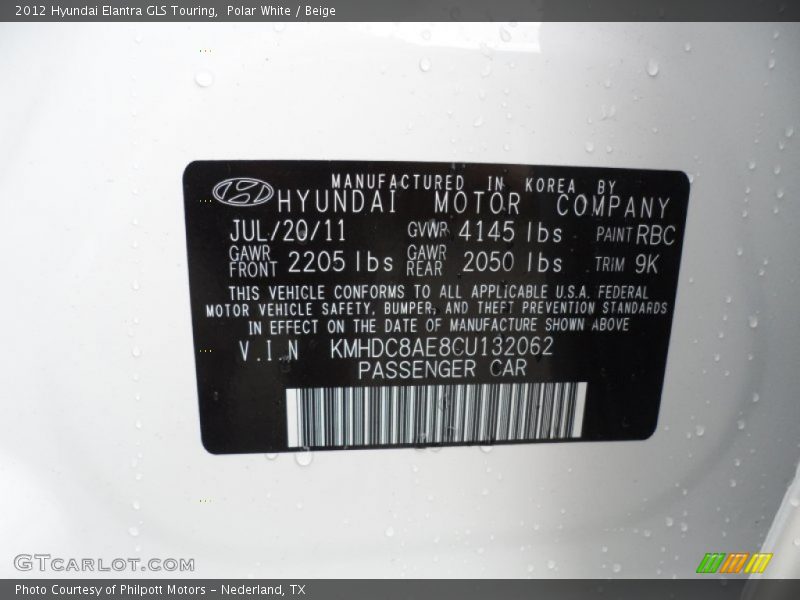 2012 Hyundai Elantra GLS Touring,  Polar White / Beige
MANUFACTURED IN KOREA BY
HYUNDAI MOTOR COMPANY
JUL/20/11 GVWR 4145 lbs PAINT RBC
GAWR FRONT 2205 lbs GAWR REAR 2050 lbs TRIM 9K
THIS VEHICLE CONFORMS TO ALL APPLICABLE U.S.A. FEDERAL
MOTOR VEHICLE SAFETY, BUMPER, AND THEFT PREVENTION STANDARDS
IN EFFECT ON THE DATE OF MANUFACTURE SHOWN ABOVE
V.I.N KMHDC8AE8CU132062
PASSENGER CAR
GTCARLOT.COM
Photo Courtesy of Philpott Motors - Nederland, TX